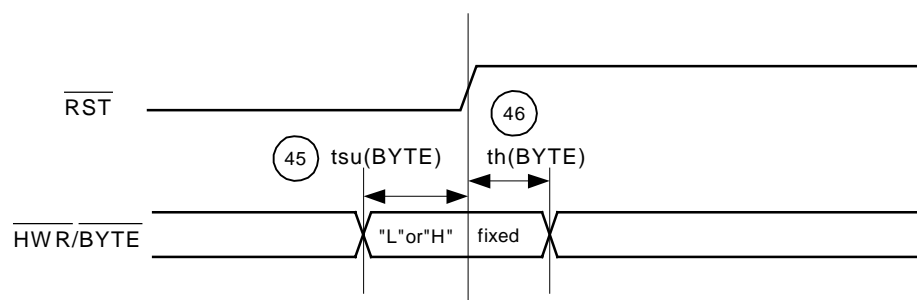 RST
46
45 tsu(BYTE) th(BYTE)
HWR/BYTE "L"or"H" fixed